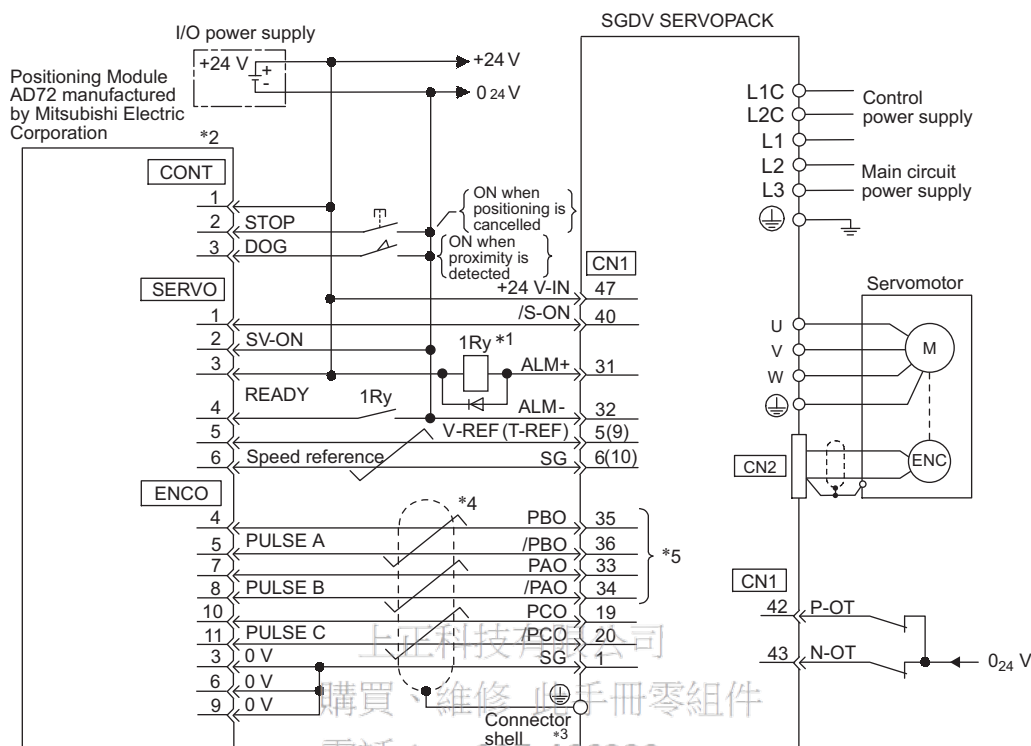 SGDV SERVOPACK
I/O power supply
+24 V
+
-
+24 V
0 24 V
Positioning Module
AD72 manufactured
by Mitsubishi Electric
Corporation
*2
CONT
1
2 STOP
3 DOG
ON when
positioning is
cancelled
ON when
proximity is
detected
SERVO
1
2 SV-ON
3
READY
4
5
6 Speed reference
1Ry *1
1Ry
CN1
+24 V-IN 47
/S-ON 40
ALM+ 31
ALM- 32
V-REF (T-REF) 5(9)
SG 6(10)
ENCO
4
5 PULSE A
7
8 PULSE B
10
11 PULSE C
3 0 V
6 0 V
9 0 V
*4
PBO 35
/PBO 36
PAO 33
/PAO 34
PCO 19
/PCO 20
SG 1
*5
Connector
shell *3
L1C
L2C
Control
power supply
L1
L2
L3
Main circuit
power supply
Servomotor
U
V
W
M
CN2
ENC
CN1
42 P-OT
43 N-OT
024 V
上正科技有限公司
購買、維修 此手冊零組件